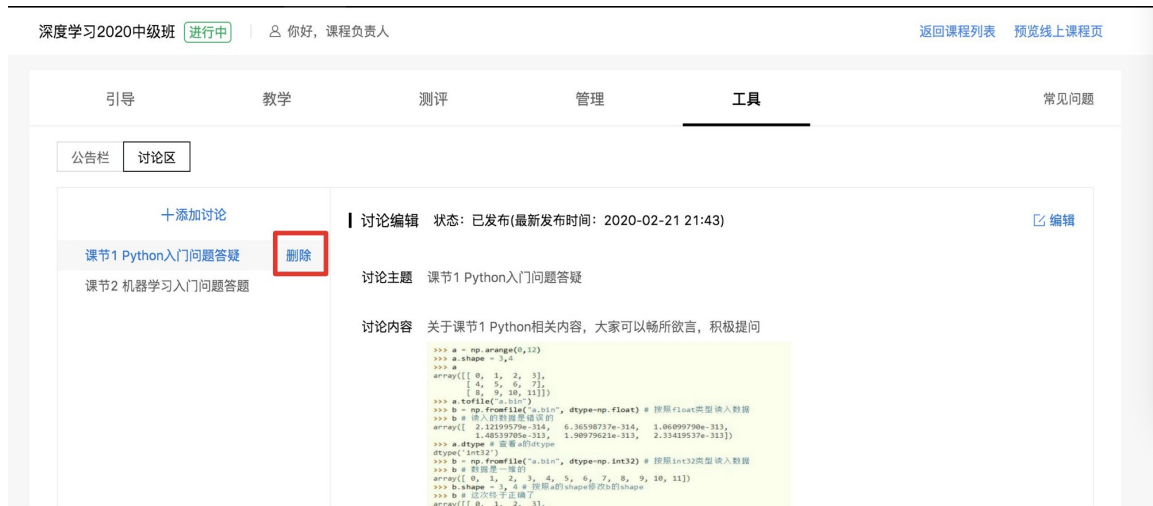 深度学习2020中级班 进行中 你好，课程负责人 返回课程列表 预览线上课程页
引导 教学 测评 管理 工具 常见问题
公告栏 讨论区
十添加讨论
课节1 Python入门问题答疑 删除
课节2 机器学习入门问题答题
讨论编辑 状态：已发布(最新发布时间：2020-02-21 21:43) 编辑
讨论主题 课节1 Python入门问题答疑
讨论内容 关于课节1 Python相关内容，大家可以畅所欲言，积极提问
>>> a = np.arange(0,12)
>>> a.shape = 3,4
>>> a
array([[ 0, 1, 2, 3],
[ 4, 5, 6, 7],
[ 8, 9, 10, 11]])
>>> a.tofile("a.bin")
>>> b = np.fromfile("a.bin", dtype=np.float) # 按照float类型读入数据
>>> b # 读入的数据是错误的
array([ 2.12199579e-314, 6.36598737e-314, 1.06099790e-313,
1.48539705e-313, 1.90979621e-313, 2.33419537e-313])
>>> a.dtype # 查看a的dtype
dtype('int32')
>>> b = np.fromfile("a.bin", dtype=np.int32) # 按照int32类型读入数据
>>> b # 数据是一维的
array([ 0, 1, 2, 3, 4, 5, 6, 7, 8, 9, 10, 11])
>>> b.shape = 3, 4 # 按照a的shape修改b的shape
>>> b # 这次终于正确了
array([[ 0, 1, 2, 3],